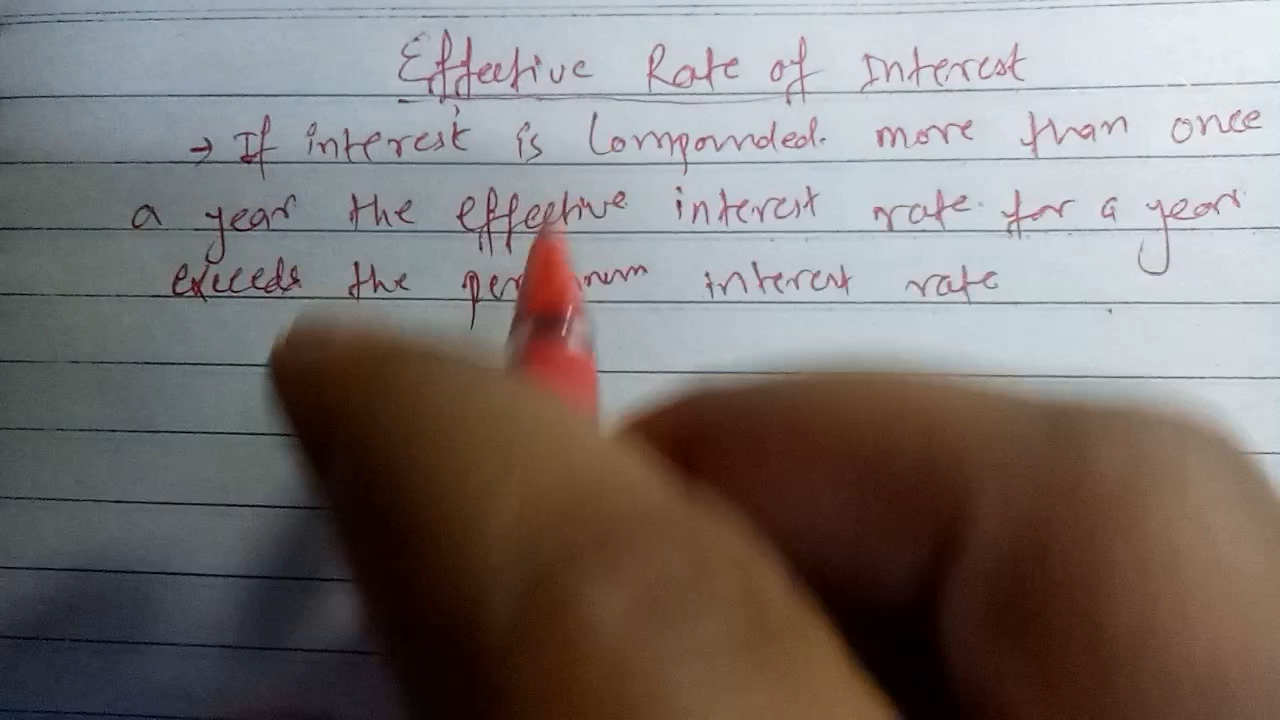 Effective Rate of Interest
→ If interest is Compounded. more than once
a year the effective interest rate. for a year
exceeds the interest rate